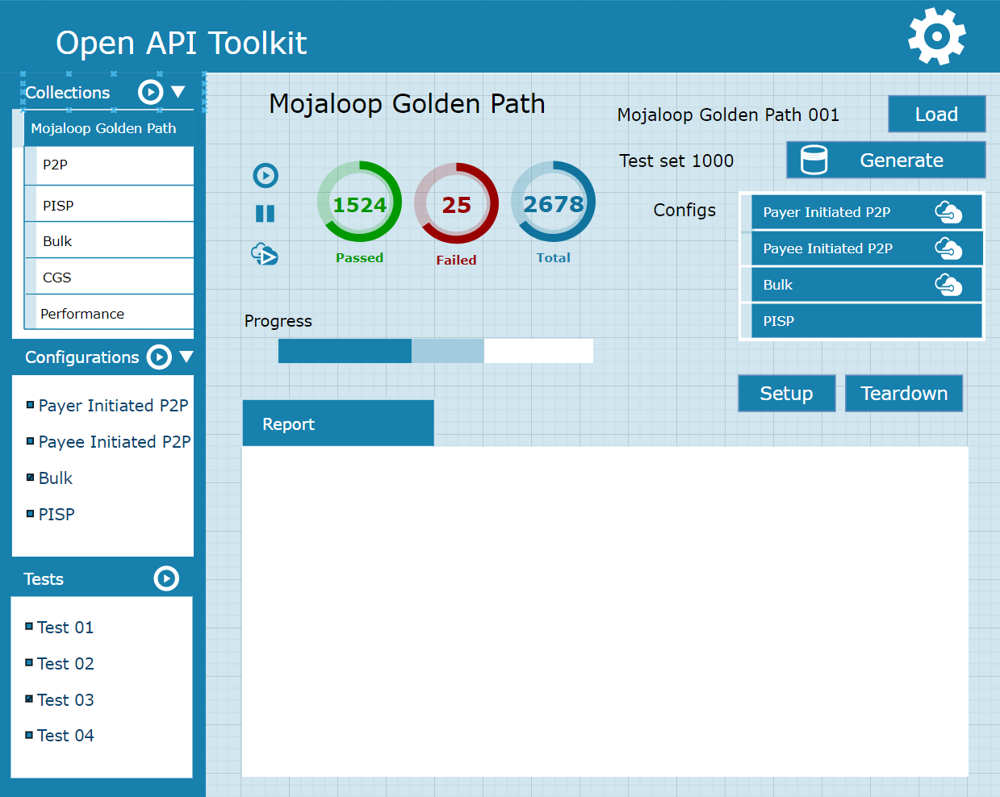 Open API Toolkit
Collections
Mojaloop Golden Path
P2P
PISP
Bulk
CGS
Performance
Configurations
Payer Initiated P2P
Payee Initiated P2P
Bulk
PISP
Tests
Test 01
Test 02
Test 03
Test 04
Mojaloop Golden Path
1524
Passed
25
Failed
2678
Total
Progress
Report
Mojaloop Golden Path 001
Load
Test set 1000
Generate
Configs
Payer Initiated P2P
Payee Initiated P2P
Bulk
PISP
Setup
Teardown